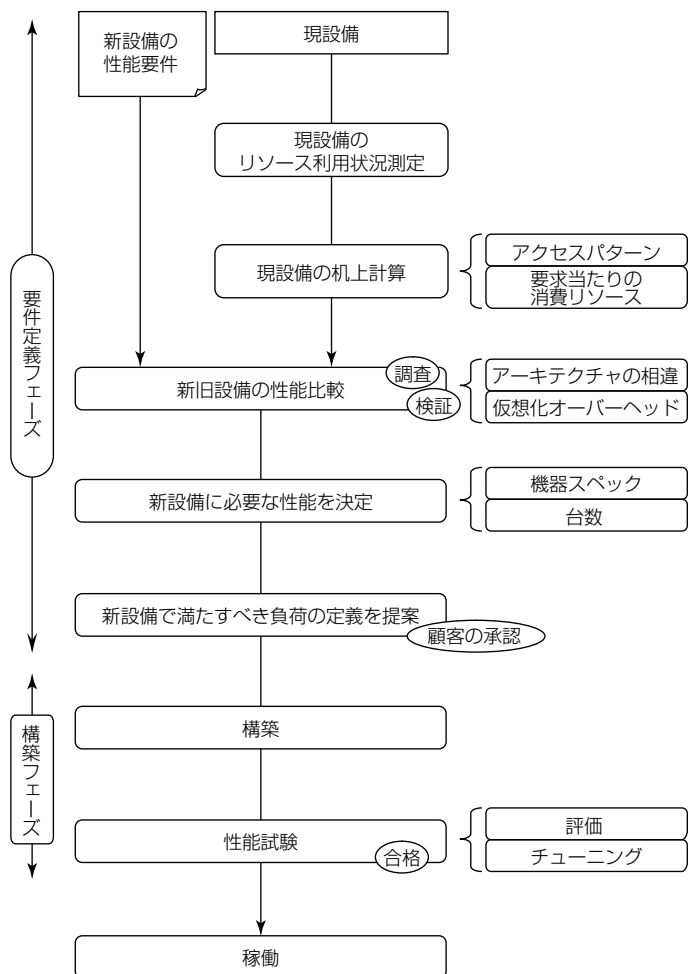 新設備の
性能要件
現設備
現設備の
リソース利用状況測定
現設備の机上計算
アクセスパターン
要求当たりの
消費リソース
要件定義フェーズ
新旧設備の性能比較
調査
検証
アーキテクチャの相違
仮想化オーバーヘッド
新設備に必要な性能を決定
機器スペック
台数
新設備で満たすべき負荷の定義を提案
顧客の承認
構築フェーズ
構築
性能試験
合格
評価
チューニング
稼働